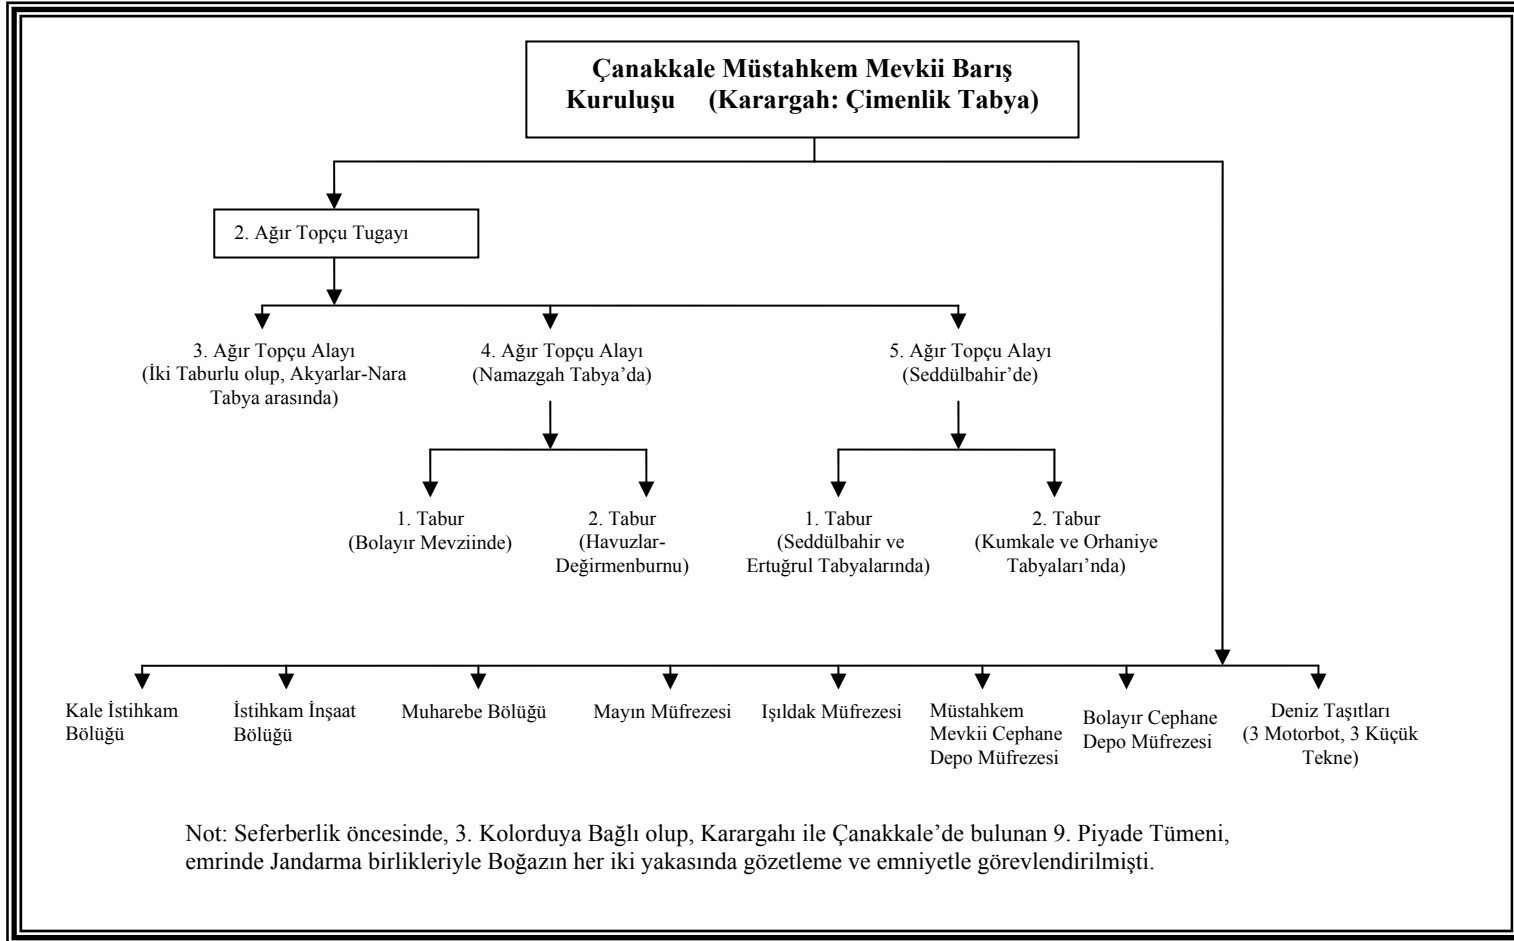 Çanakkale Müstahkem Mevkii Barış
Kuruluşu (Karargah: Çimenlik Tabya)
2. Ağır Topçu Tugayı
3. Ağır Topçu Alayı
(İki Taburlu olup, Akyarlar-Nara
Tabya arasında)
4. Ağır Topçu Alayı
(Namazgah Tabya’da)
5. Ağır Topçu Alayı
(Seddülbahir’de)
1. Tabur
(Bolayır Mevziinde)
2. Tabur
(Havuzlar-
Değirmenburnu)
1. Tabur
(Seddülbahir ve
Ertuğrul Tabyalarında)
2. Tabur
(Kumkale ve Orhaniye
Tabyaları’nda)
Kale İstihkam
Bölüğü
İstihkam İnşaat
Bölüğü
Muharebe Bölüğü
Mayın Müfrezesi
Işıldak Müfrezesi
Müstahkem
Mevkii Cephane
Depo Müfrezesi
Bolayır Cephane
Depo Müfrezesi
Deniz Taşıtları
(3 Motorbot, 3 Küçük
Tekne)
Not: Seferberlik öncesinde, 3. Kolorduya Bağlı olup, Karargahı ile Çanakkale’de bulunan 9. Piyade Tümeni,
emrinde Jandarma birlikleriyle Boğazın her iki yakasında gözetleme ve emniyetle görevlendirilmişti.